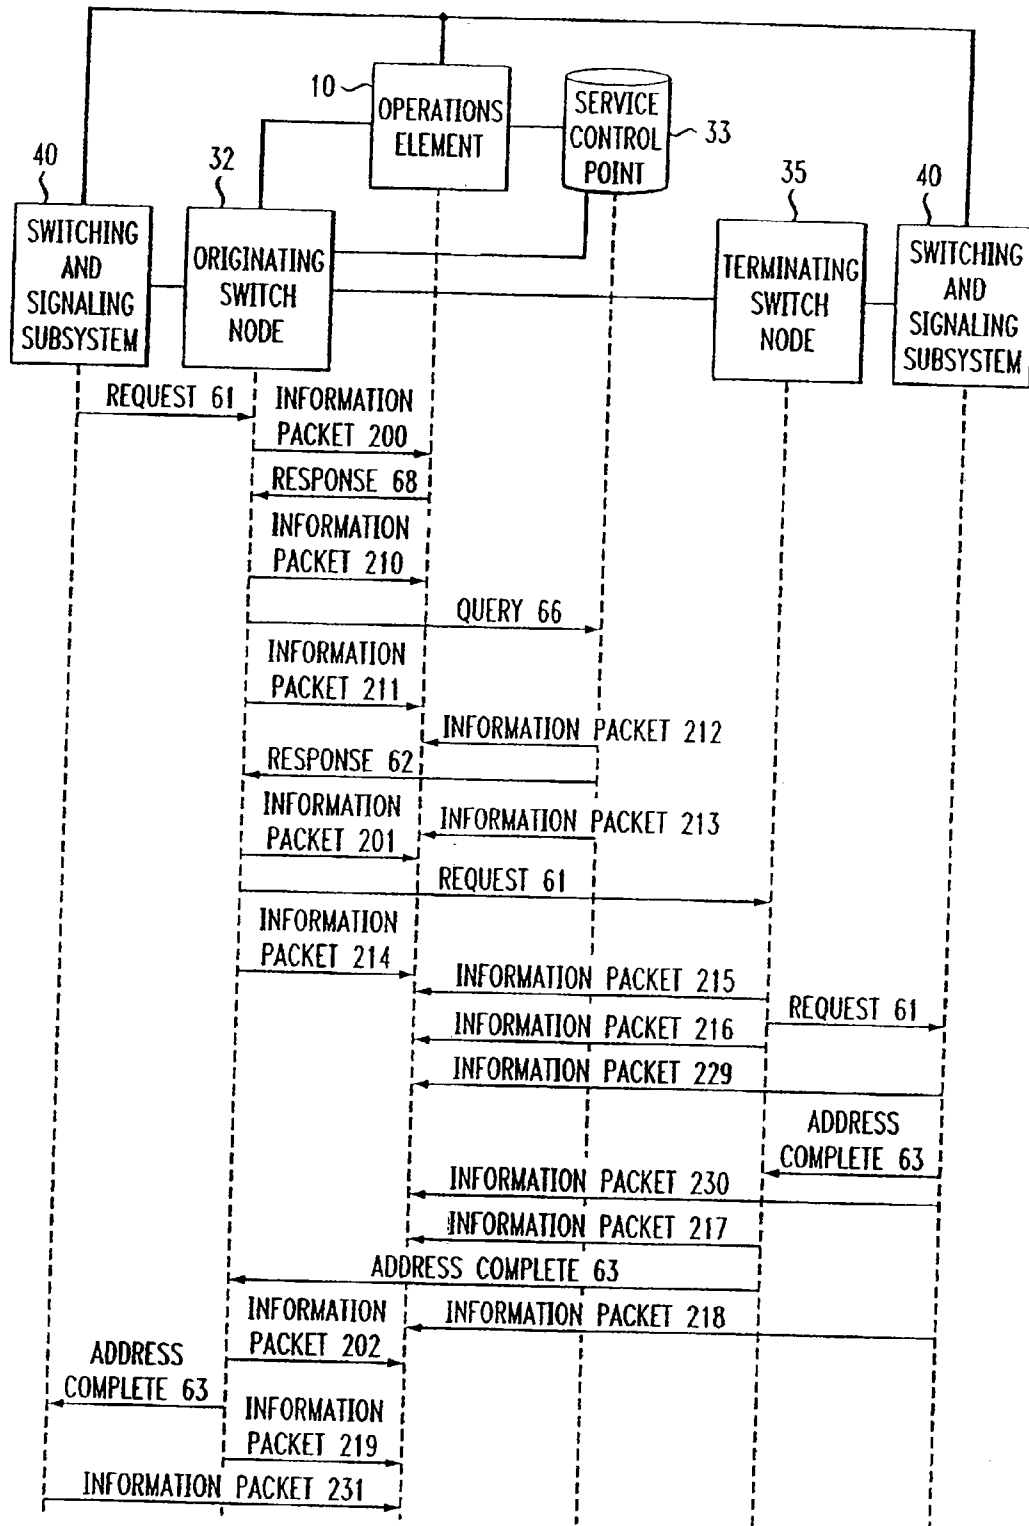 10
OPERATIONS
ELEMENT
SERVICE
CONTROL
POINT
33
40
SWITCHING
AND
SIGNALING
SUBSYSTEM
32
ORIGINATING
SWITCH
NODE
35
TERMINATING
SWITCH
NODE
40
SWITCHING
AND
SIGNALING
SUBSYSTEM
REQUEST 61
INFORMATION
PACKET 200
RESPONSE 68
INFORMATION
PACKET 210
QUERY 66
INFORMATION
PACKET 211
INFORMATION PACKET 212
RESPONSE 62
INFORMATION
PACKET 201
INFORMATION PACKET 213
REQUEST 61
INFORMATION
PACKET 214
INFORMATION PACKET 215
REQUEST 61
INFORMATION PACKET 216
INFORMATION PACKET 229
ADDRESS
COMPLETE 63
INFORMATION PACKET 230
INFORMATION PACKET 217
ADDRESS COMPLETE 63
INFORMATION
PACKET 202
INFORMATION PACKET 218
ADDRESS
COMPLETE 63
INFORMATION
PACKET 219
INFORMATION PACKET 231